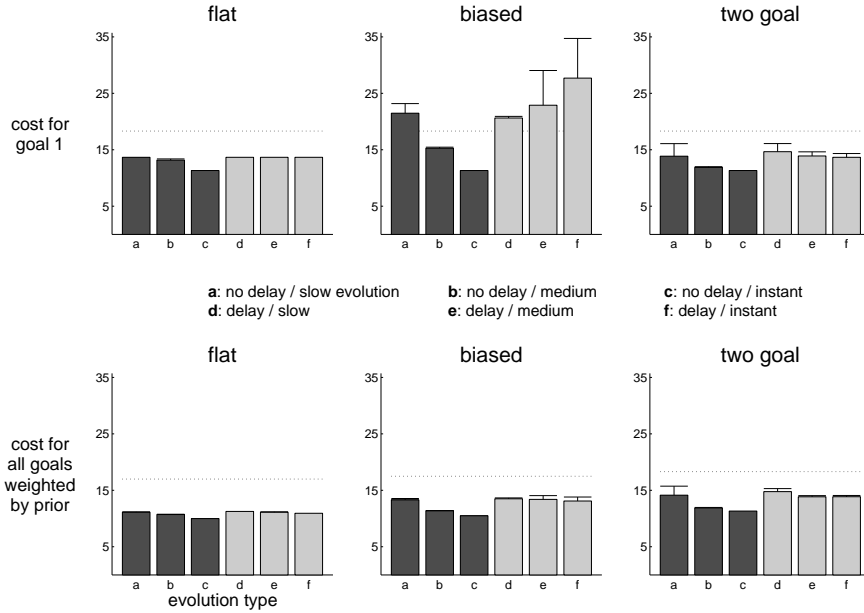 flat biased two goal
35 35 35
25 25 25
cost for
goal 1
15 15 15
5 5 5
a b c d e f a b c d e f a b c d e f
a: no delay / slow evolution b: no delay / medium c: no delay / instant
d: delay / slow e: delay / medium f: delay / instant
flat biased two goal
35 35 35
25 25 25
cost for
all goals
weighted
by prior
15 15 15
5 5 5
a b c d e f a b c d e f a b c d e f
evolution type